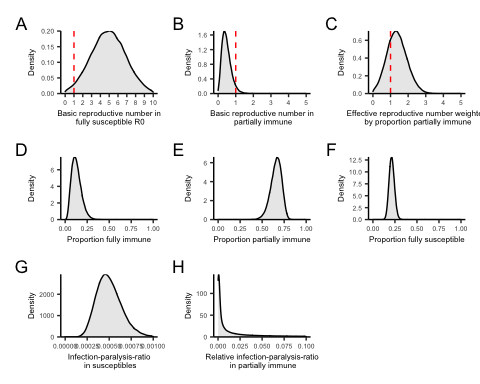 A
B
C
0.20
0.15
0.10
0.05
0.00
Density
0 1 2 3 4 5 6 7 8 9 10
Basic reproductive number in
fully susceptible R0
1.6
1.2
0.8
0.4
0.0
Density
0 1 2 3 4 5
Basic reproductive number in
partially immune
0.6
0.4
0.2
0.0
Density
0 1 2 3 4 5
Effective reproductive number weighte
by proportion partially immune
D
E
F
6
4
2
0
Density
0.00 0.25 0.50 0.75 1.00
Proportion fully immune
6
4
2
0
Density
0.00 0.25 0.50 0.75 1.00
Proportion partially immune
12.5
10.0
7.5
5.0
2.5
0.0
Density
0.00 0.25 0.50 0.75 1.00
Proportion fully susceptible
G
H
2000
1000
0
Density
0.00000 0.00025 0.00050 0.00075 0.00100
Infection-paralysis-ratio
in susceptibles
100
50
0
Density
0.000 0.025 0.050 0.075 0.100
Relative infection-paralysis-ratio
in partially immune